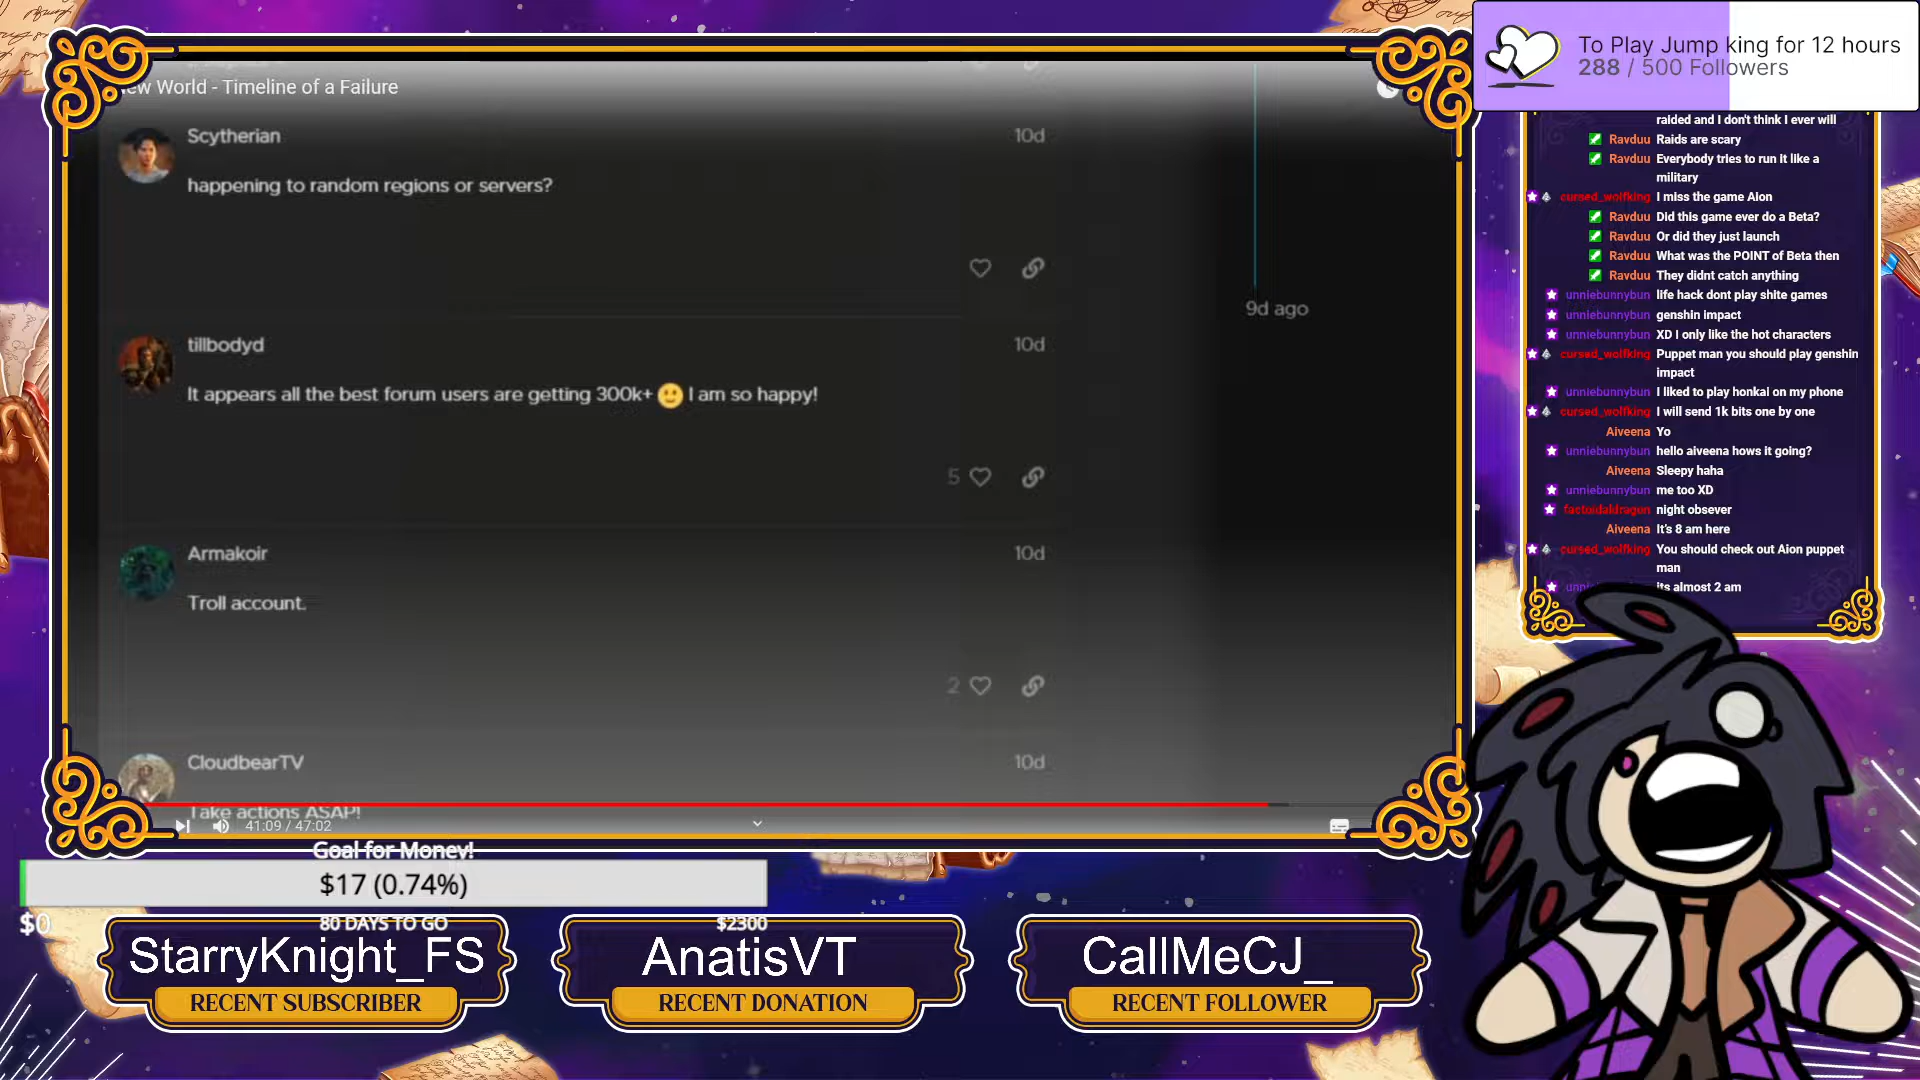 ew World - Timeline of a Failure
Scytherian
10d
happening to random regions or servers?
9d ago
tillbodyd
10d
It appears all the best forum users are getting 300k+ 🙂 I am so happy!
5
Armakoir
10d
Troll account.
2
CloudbearTV
10d
Take actions ASAP!
41:09 / 47:02
To Play Jump king for 12 hours
288 / 500 Followers
raided and I don't think I ever will
Ravduu Raids are scary
Ravduu Everybody tries to run it like a
military
cursed_wolfking I miss the game Aion
Ravduu Did this game ever do a Beta?
Ravduu Or did they just launch
Ravduu What was the POINT of Beta then
Ravduu They didnt catch anything
unniebunnybun life hack dont play shite games
unniebunnybun genshin impact
unniebunnybun XD I only like the hot characters
cursed_wolfking Puppet man you should play genshin
impact
unniebunnybun I liked to play honkai on my phone
cursed_wolfking I will send 1k bits one by one
Aiveena Yo
unniebunnybun hello aiveena hows it going?
Aiveena Sleepy haha
unniebunnybun me too XD
factoidaldragon night obsever
Aiveena It's 8 am here
cursed_wolfking You should check out Aion puppet
man
unni its almost 2 am
Goal for Money!
$17 (0.74%)
$0
80 DAYS TO GO
$2300
StarryKnight_FS
RECENT SUBSCRIBER
AnatisVT
RECENT DONATION
CallMeCJ_
RECENT FOLLOWER